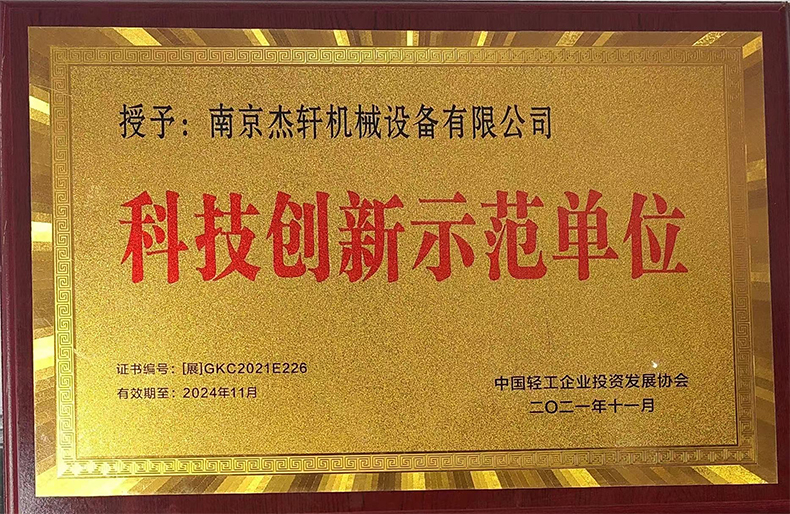 授予：南京杰轩机械设备有限公司
科技创新示范单位
证书编号：[展]GKC2021E226
有效期至：2024年11月
中国轻工企业投资发展协会
二〇二一年十一月